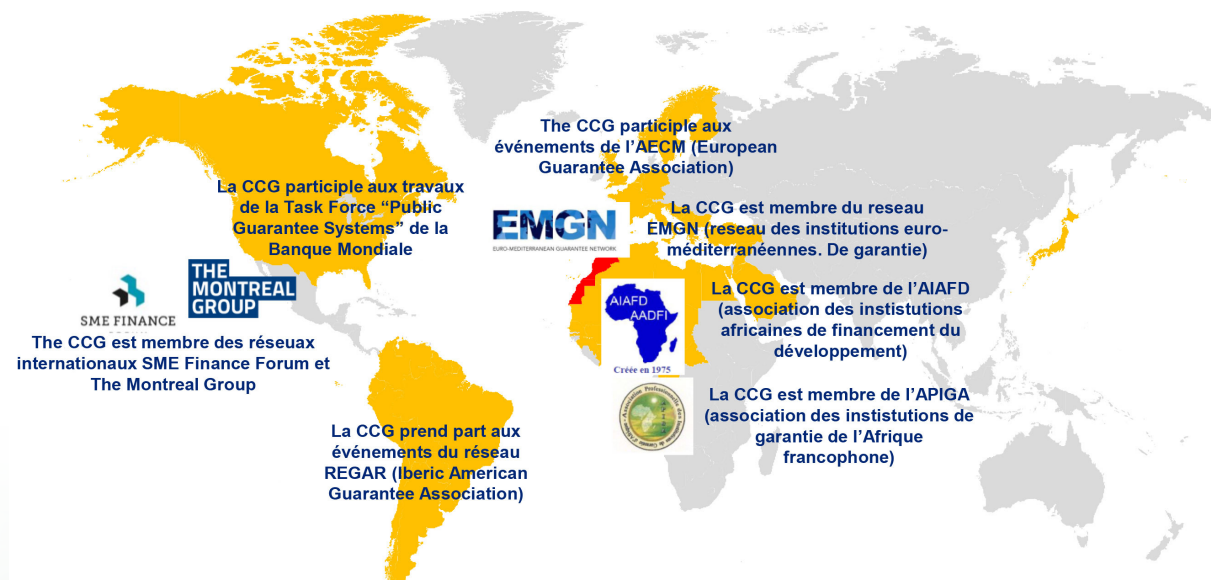 The CCG participle aux
événements de l'AECM (European
Guarantee Association)
La CCG participle aux travaux
de la Task Force “Public
Guarantee Systems” de la
Banque Mondiale
EMGN
EURO-MEDITERRANEAN GUARANTEE NETWORK
La CCG est membre du reseau
EMGN (reseau des institutions euro-
méditerranéennes. De garantie)
SME FINANCE
THE
MONTREAL
GROUP
The CCG est membre des réseaux
internationaux SME Finance Forum et
The Montreal Group
AIAFD
AADFI
Créée en 1975
La CCG est membre de l'AIAFD
(association des instistutions
africaines de financement du
développement)
La CCG est membre de l'APIGA
(association des instistutions de
garantie de l'Afrique
francophone)
La CCG prend part aux
événements du réseau
REGAR (Iberic American
Guarantee Association)